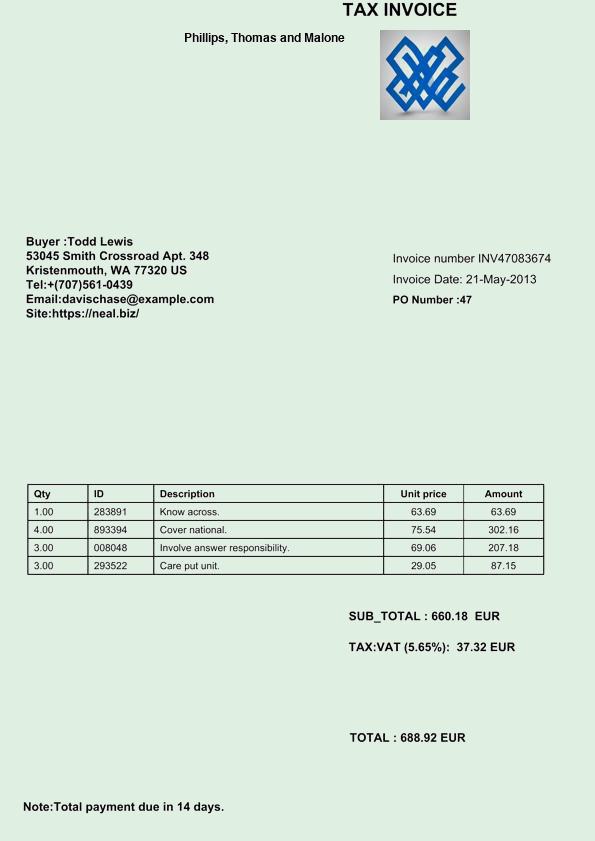 TAX INVOICE
Phillips, Thomas and Malone
Buyer :Todd Lewis
53045 Smith Crossroad Apt. 348
Kristenmouth, WA 77320 US
Tel:+(707)561-0439
Email:davischase@example.com
Site:https://neal.biz/
Invoice number INV47083674
Invoice Date: 21-May-2013
PO Number :47
Qty ID Description Unit price Amount
1.00 283891 Know across. 63.69 63.69
4.00 893394 Cover national. 75.54 302.16
3.00 008048 Involve answer responsibility. 69.06 207.18
3.00 293522 Care put unit. 29.05 87.15
SUB_TOTAL : 660.18 EUR
TAX:VAT (5.65%): 37.32 EUR
TOTAL : 688.92 EUR
Note:Total payment due in 14 days.